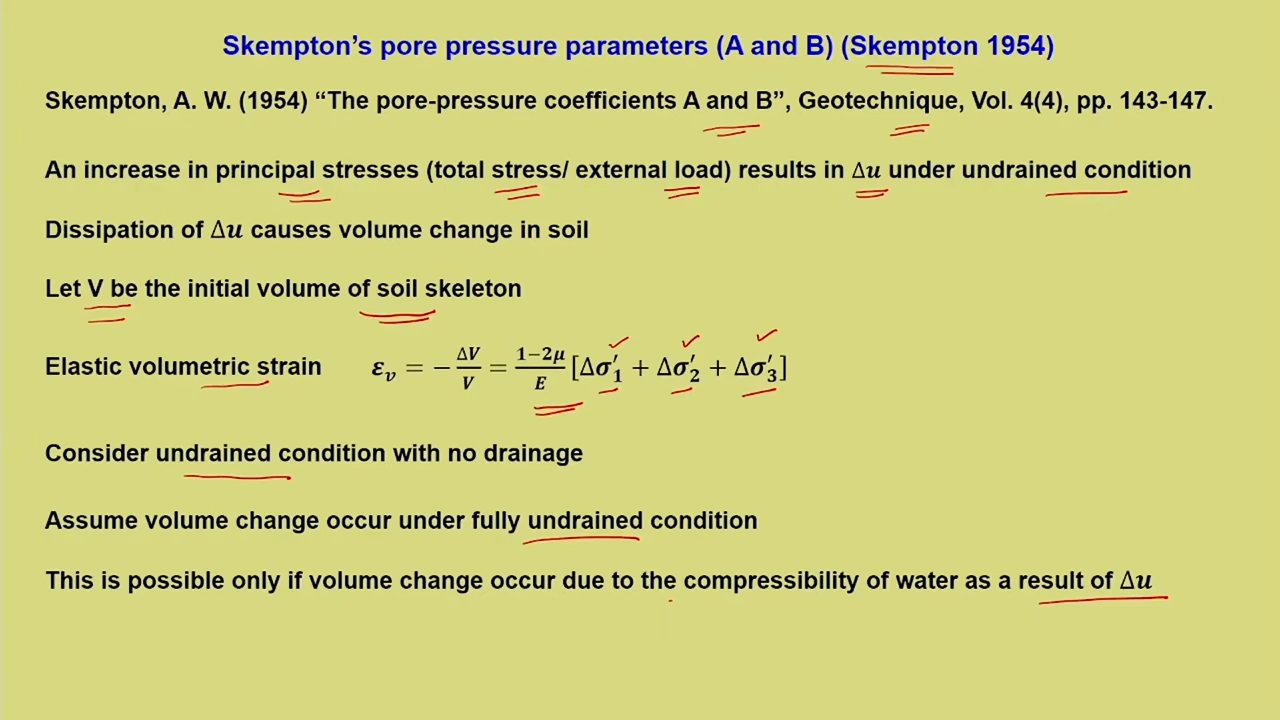 Skempton’s pore pressure parameters (A and B) (Skempton 1954)
Skempton, A. W. (1954) “The pore-pressure coefficients A and B”, Geotechnique, Vol. 4(4), pp. 143-147.
An increase in principal stresses (total stress/ external load) results in Δu under undrained condition
Dissipation of Δu causes volume change in soil
Let V be the initial volume of soil skeleton
Elastic volumetric strain ε_v = −ΔV/V = (1−2μ)/E [Δσ′₁ + Δσ′₂ + Δσ′₃]
Consider undrained condition with no drainage
Assume volume change occur under fully undrained condition
This is possible only if volume change occur due to the compressibility of water as a result of Δu